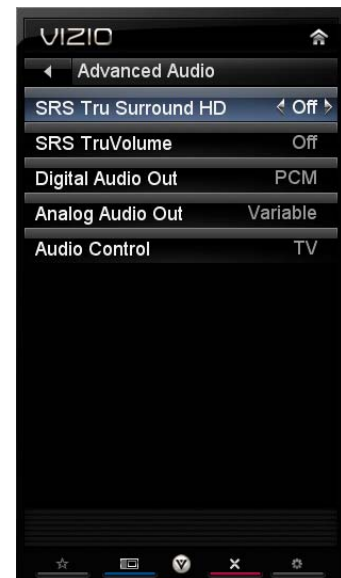 VIZIO
Advanced Audio
SRS Tru Surround HD Off
SRS TruVolume Off
Digital Audio Out PCM
Analog Audio Out Variable
Audio Control TV
V